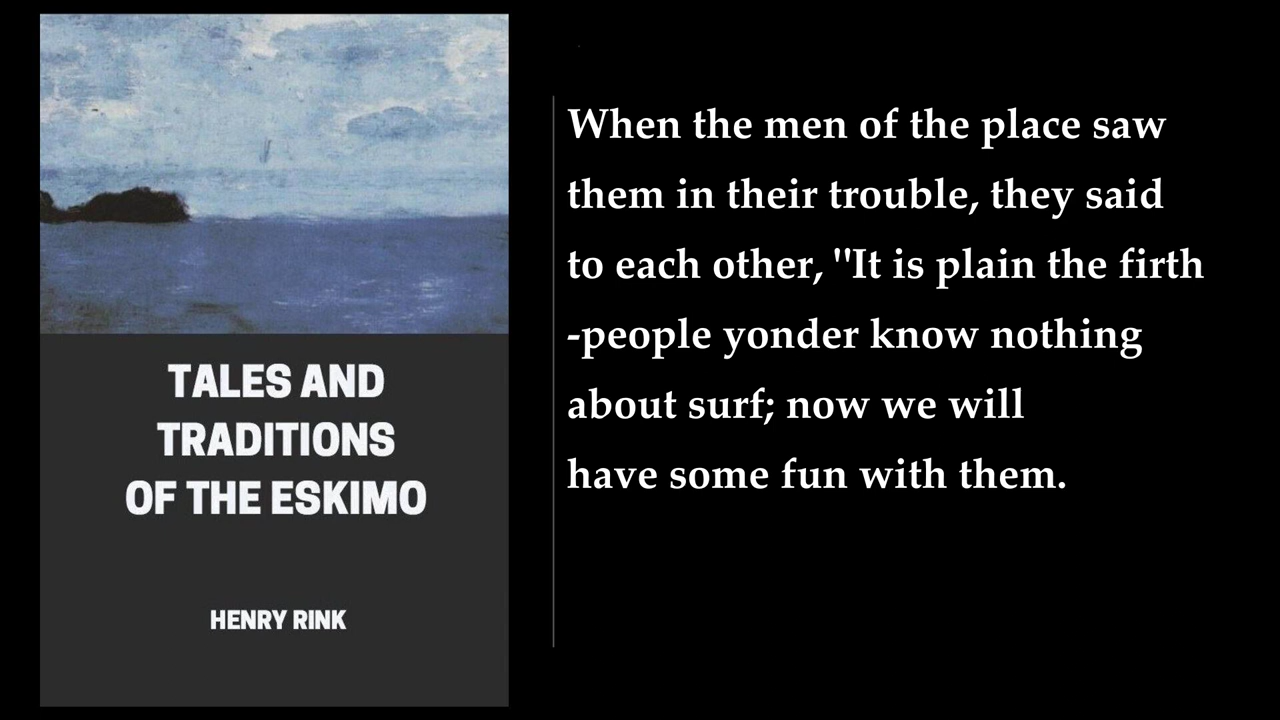 TALES AND
TRADITIONS
OF THE ESKIMO
HENRY RINK
When the men of the place saw
them in their trouble, they said
to each other, "It is plain the firth
-people yonder know nothing
about surf; now we will
have some fun with them.